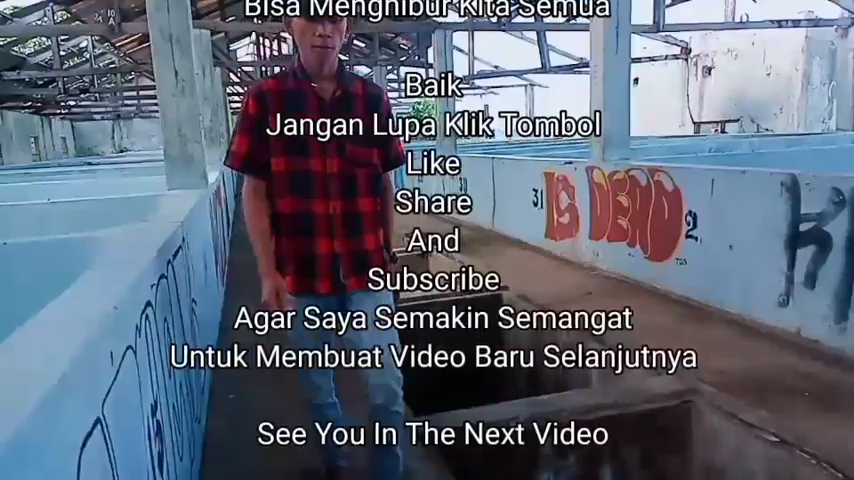 Bisa Menghibur Kita Semua
Baik
Jangan Lupa Klik Tombol
Like
Share
And
Subscribe
Agar Saya Semakin Semangat
Untuk Membuat Video Baru Selanjutnya
See You In The Next Video
31
IS DEAD
2